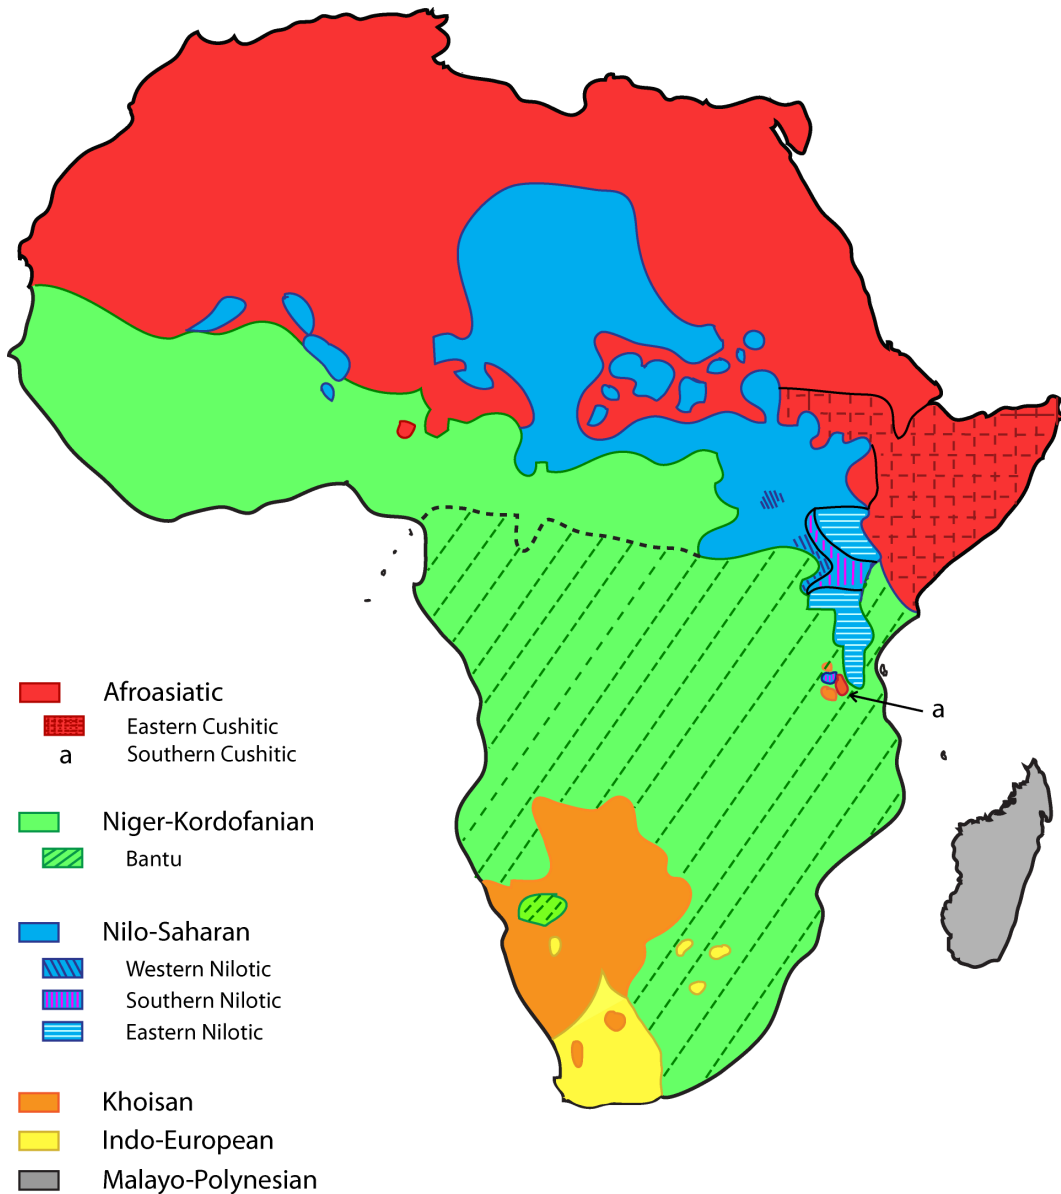 a
Afroasiatic
Eastern Cushitic
a Southern Cushitic
Niger-Kordofanian
Bantu
Nilo-Saharan
Western Nilotic
Southern Nilotic
Eastern Nilotic
Khoisan
Indo-European
Malayo-Polynesian